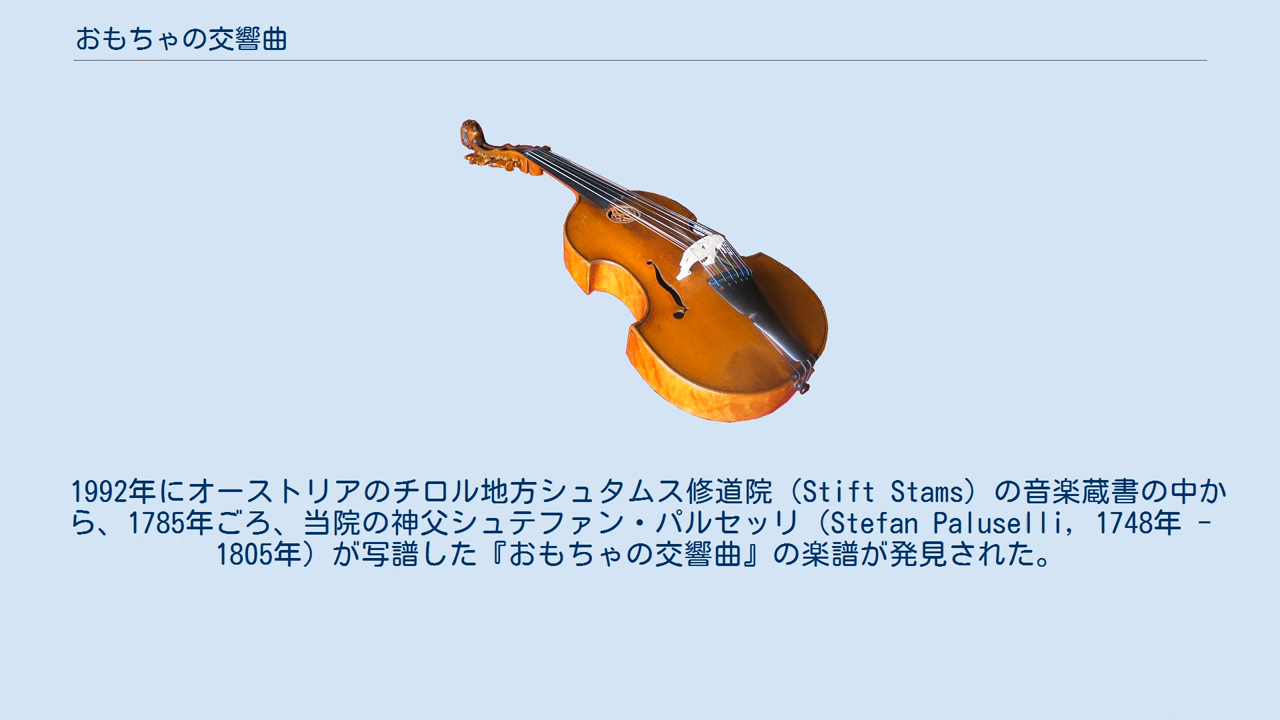 おもちゃの交響曲
1992年にオーストリアのチロル地方シュタムス修道院（Stift Stams）の音楽蔵書の中か
ら、1785年ごろ、当院の神父シュテファン・パルセッリ（Stefan Paluselli, 1748年 -
1805年）が写譜した『おもちゃの交響曲』の楽譜が発見された。